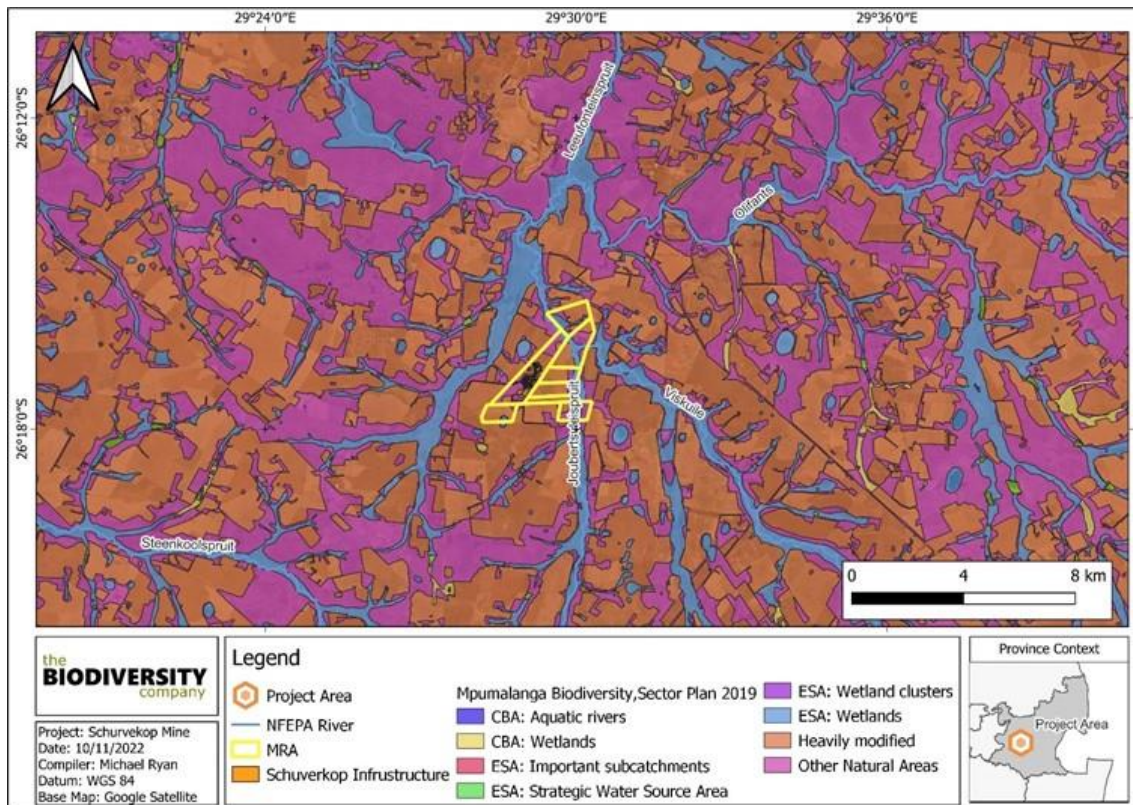 29°24'0"E
29°30'0"E
29°36'0"E
26°12'0"S
26°18'0"S
Leeufonteinspruit
Olifants
Viskuile
Joubertsvleispruit
Steenkoolspruit
0 4 8 km
the
BIODIVERSITY
company
Project: Schurvekop Mine
Date: 10/11/2022
Compiler: Michael Ryan
Datum: WGS 84
Base Map: Google Satellite
Legend
Project Area
NFEPA River
MRA
Schuverkop Infrustructure
Mpumalanga Biodiversity,Sector Plan 2019
CBA: Aquatic rivers
CBA: Wetlands
ESA: Important subcatchments
ESA: Strategic Water Source Area
ESA: Wetland clusters
ESA: Wetlands
Heavily modified
Other Natural Areas
Province Context
Project Area